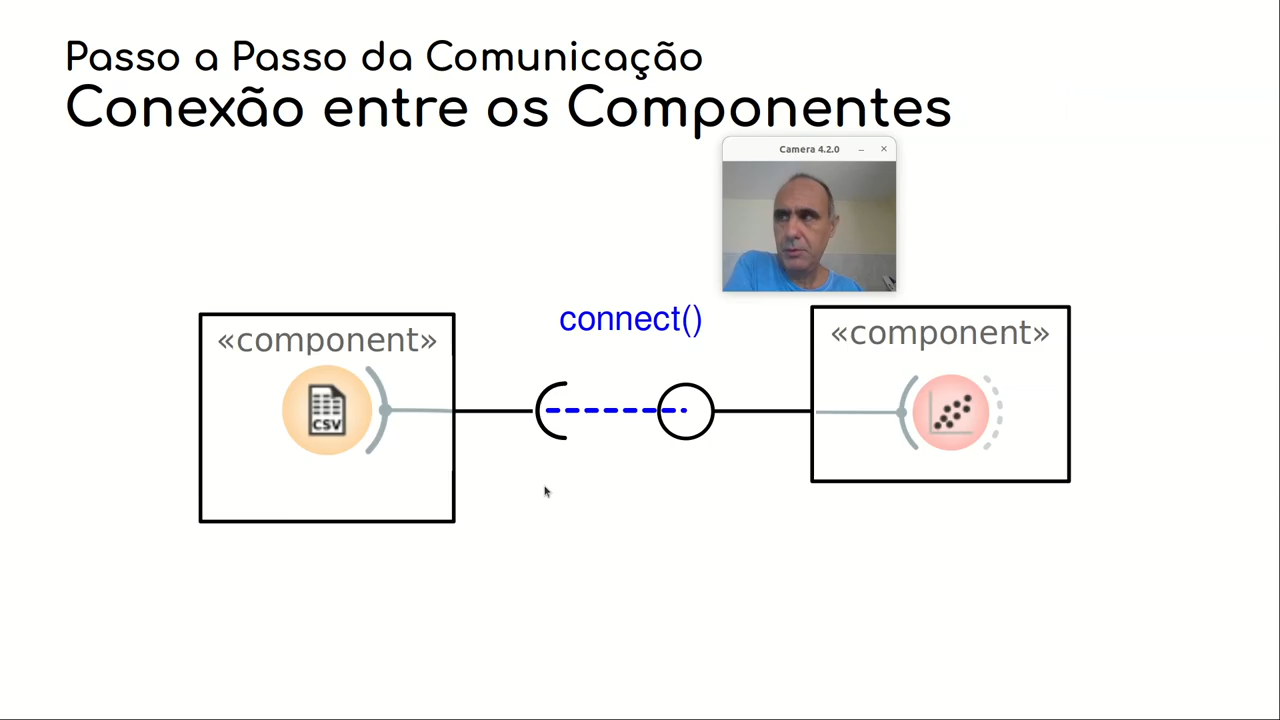 Passo a Passo da Comunicação
Conexão entre os Componentes
Camera 4.2.0
connect()
«component»
CSV
«component»